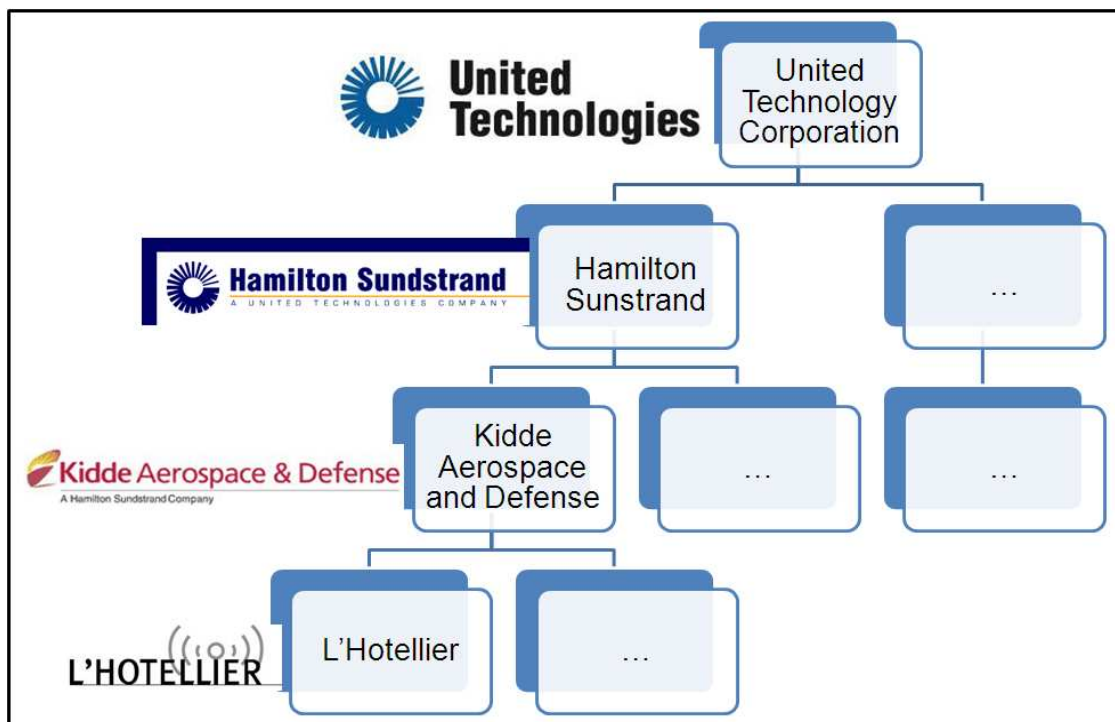 United
Technologies
United
Technology
Corporation
Hamilton Sundstrand
A UNITED TECHNOLOGIES COMPANY
Hamilton
Sunstrand
...
Kidde Aerospace & Defense
A Hamilton Sundstrand Company
Kidde
Aerospace
and Defense
...
...
L'HOTELLIER
L'Hotellier
...